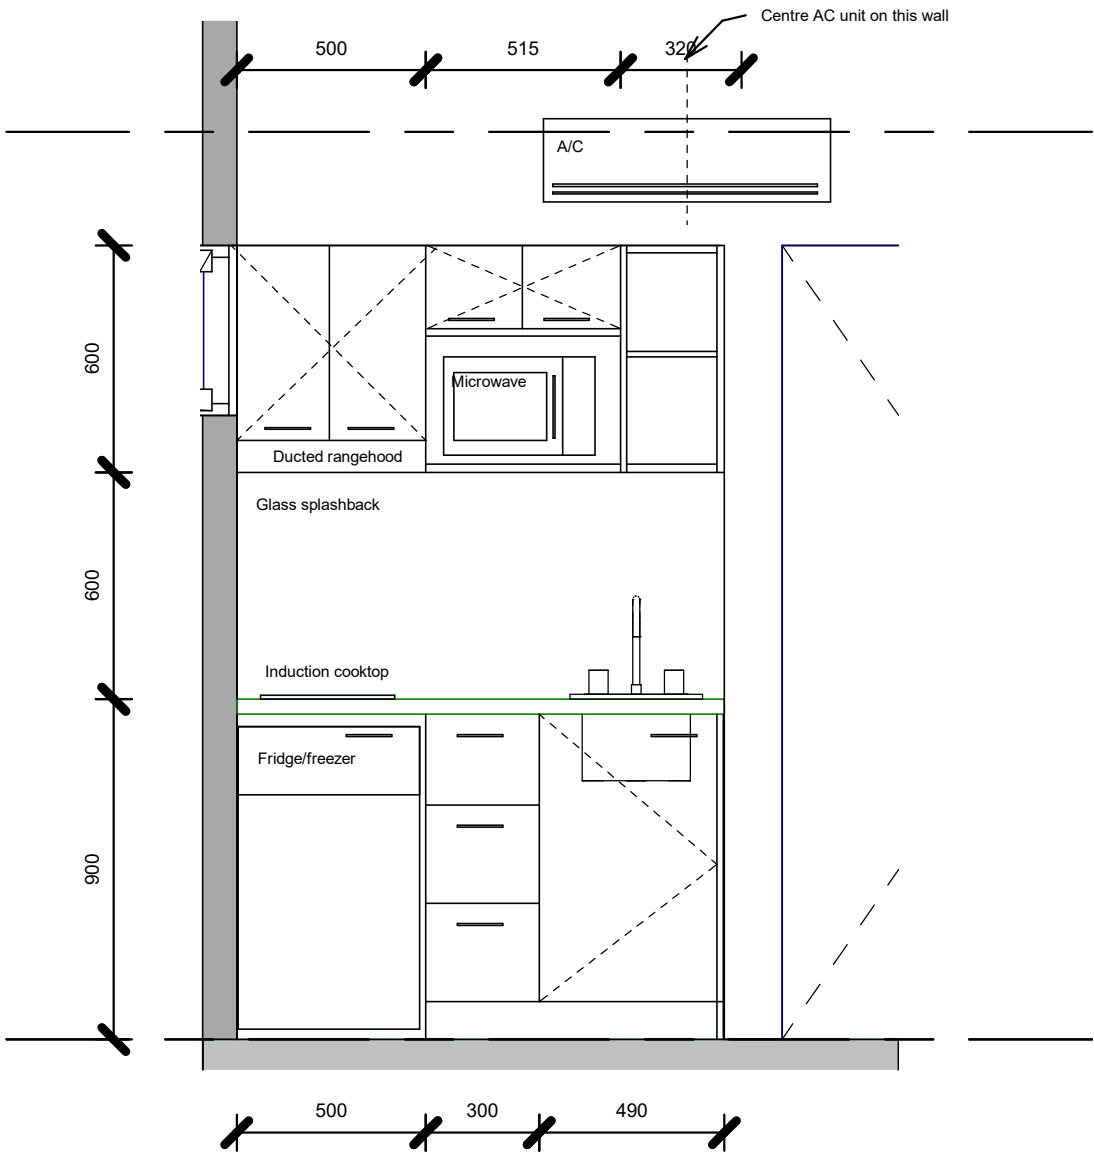 Centre AC unit on this wall
500
515
320
A/C
600
Microwave
Ducted rangehood
Glass splashback
600
Induction cooktop
Fridge/freezer
900
500
300
490